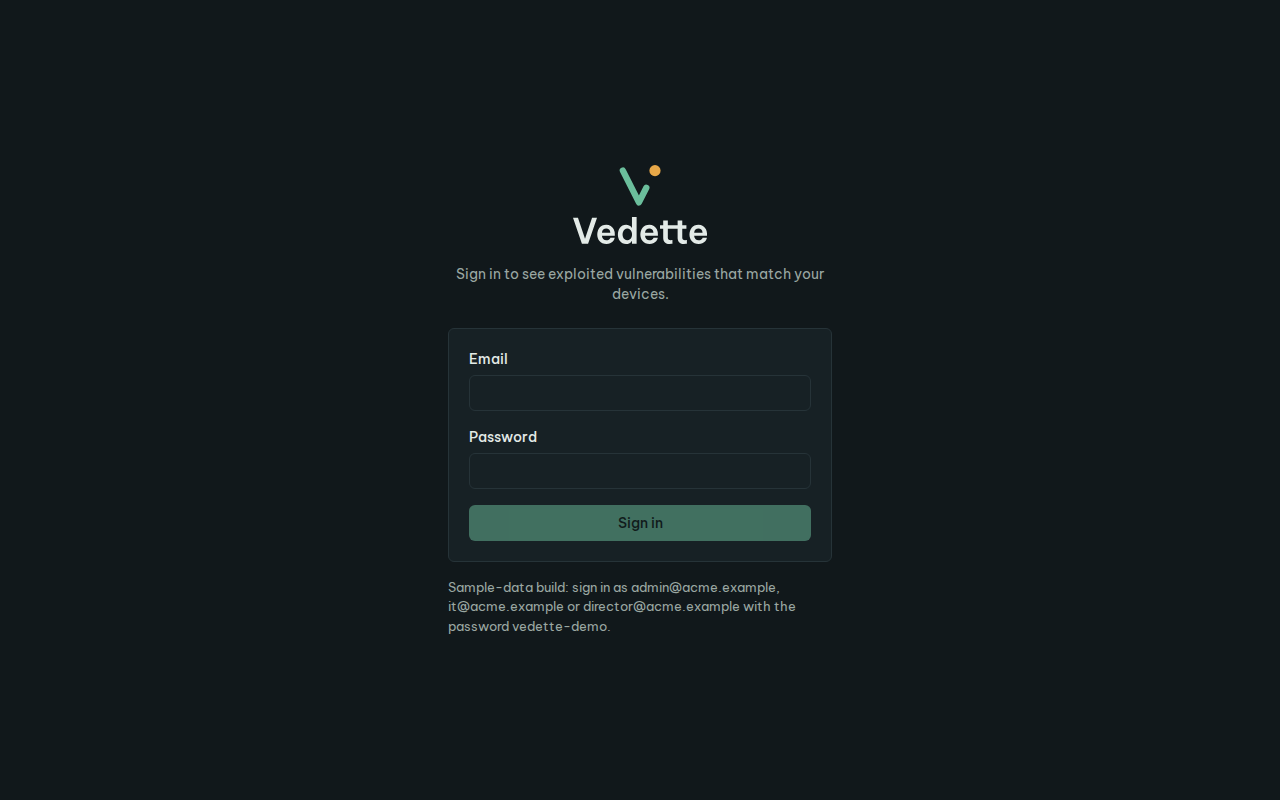 Vedette
Sign in to see exploited vulnerabilities that match your
devices.
Email
Password
Sign in
Sample-data build: sign in as admin@acme.example,
it@acme.example or director@acme.example with the
password vedette-demo.